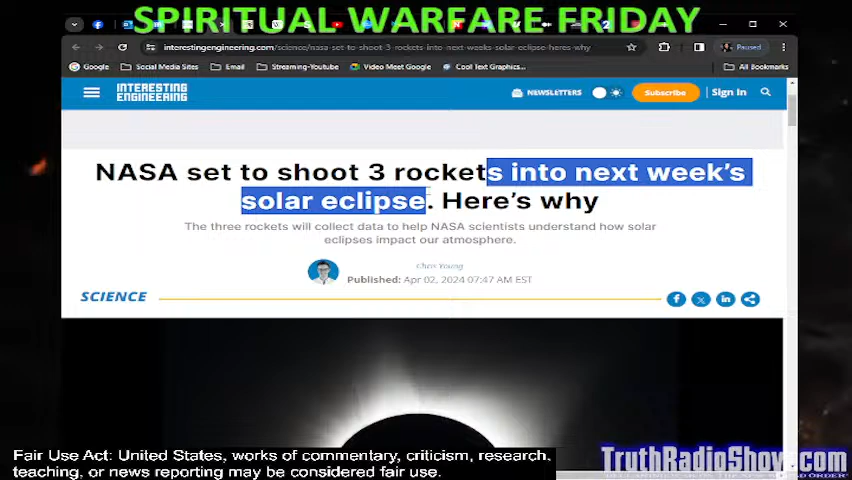 SPIRITUAL WARFARE FRIDAY
interestingengineering.com/science/nasa-set-to-shoot-3-rockets-into-next-weeks-solar-eclipse-heres-why
Paused
Google
Social Media Sites
Email
Streaming-Youtube
Video Meet Google
Cool Text Graphics...
All Bookmarks
INTERESTING
ENGINEERING
NEWSLETTERS
Subscribe
Sign In
NASA set to shoot 3 rockets into next week's
solar eclipse. Here's why
The three rockets will collect data to help NASA scientists understand how solar
eclipses impact our atmosphere.
Chris Young
Published: Apr 02, 2024 07:47 AM EST
SCIENCE
Fair Use Act: United States, works of commentary, criticism, research,
teaching, or news reporting may be considered fair use.
TruthRadioShow.com